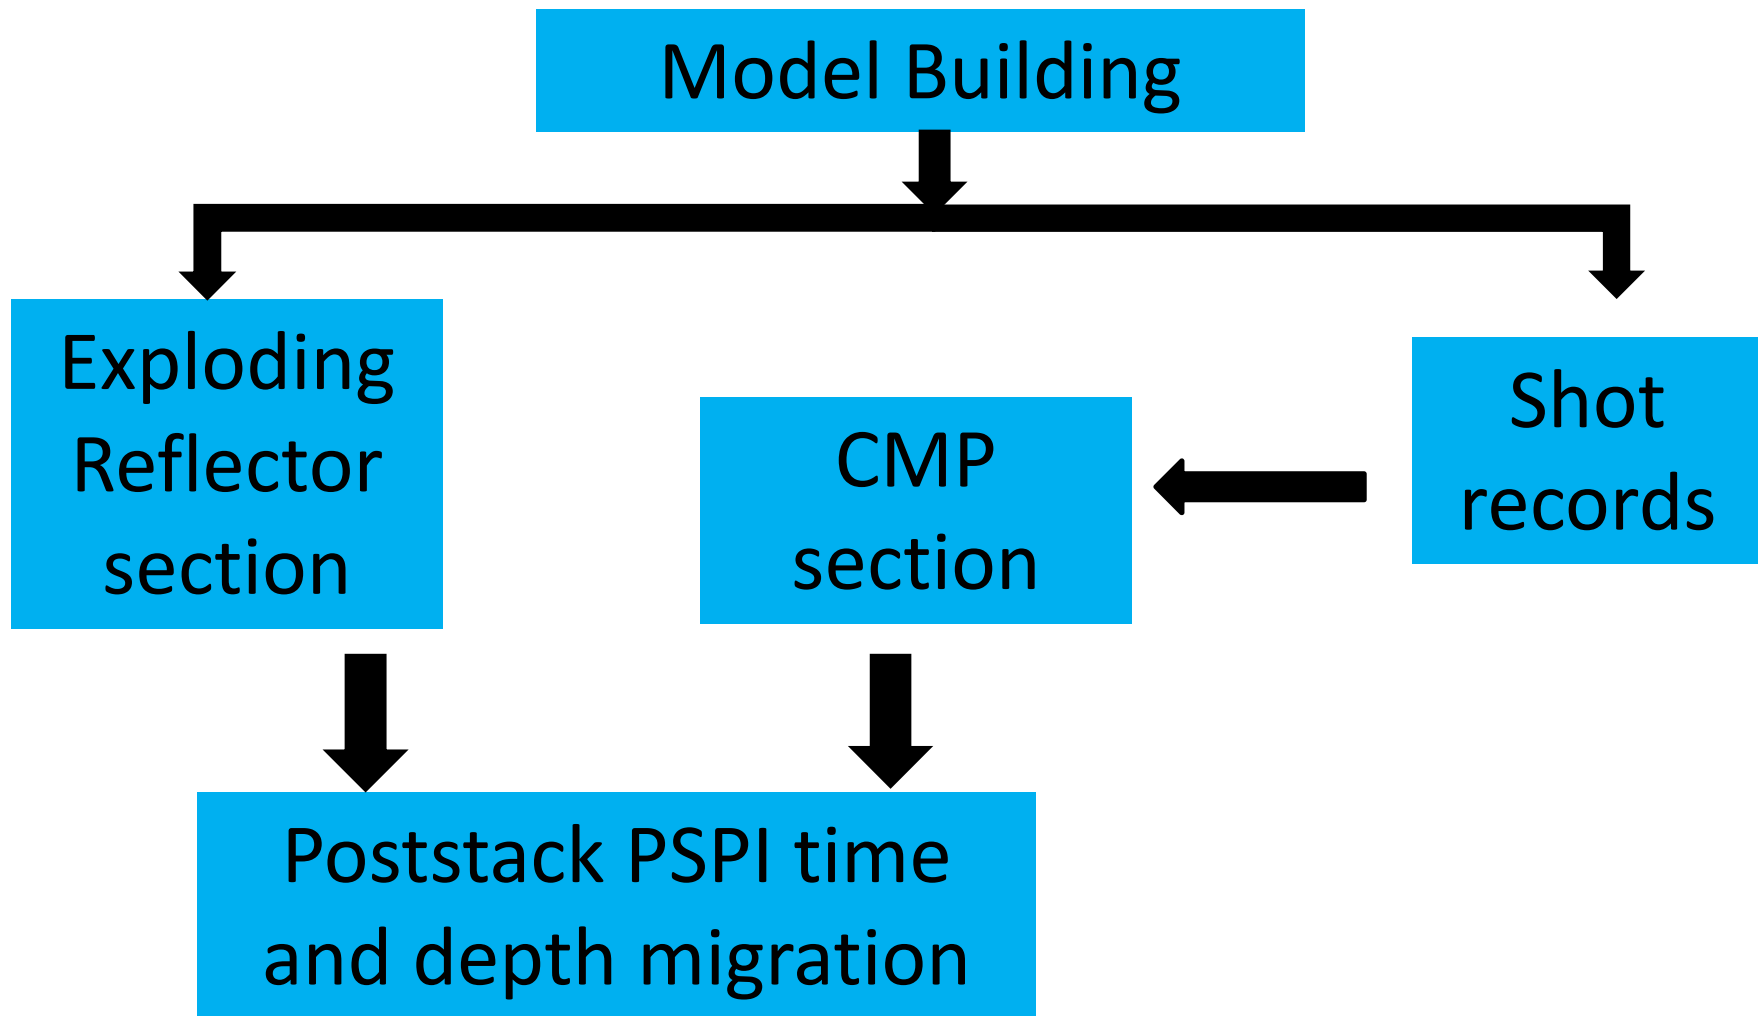 Model Building
Exploding
Reflector
section
CMP
section
Shot
records
Poststack PSPI time
and depth migration